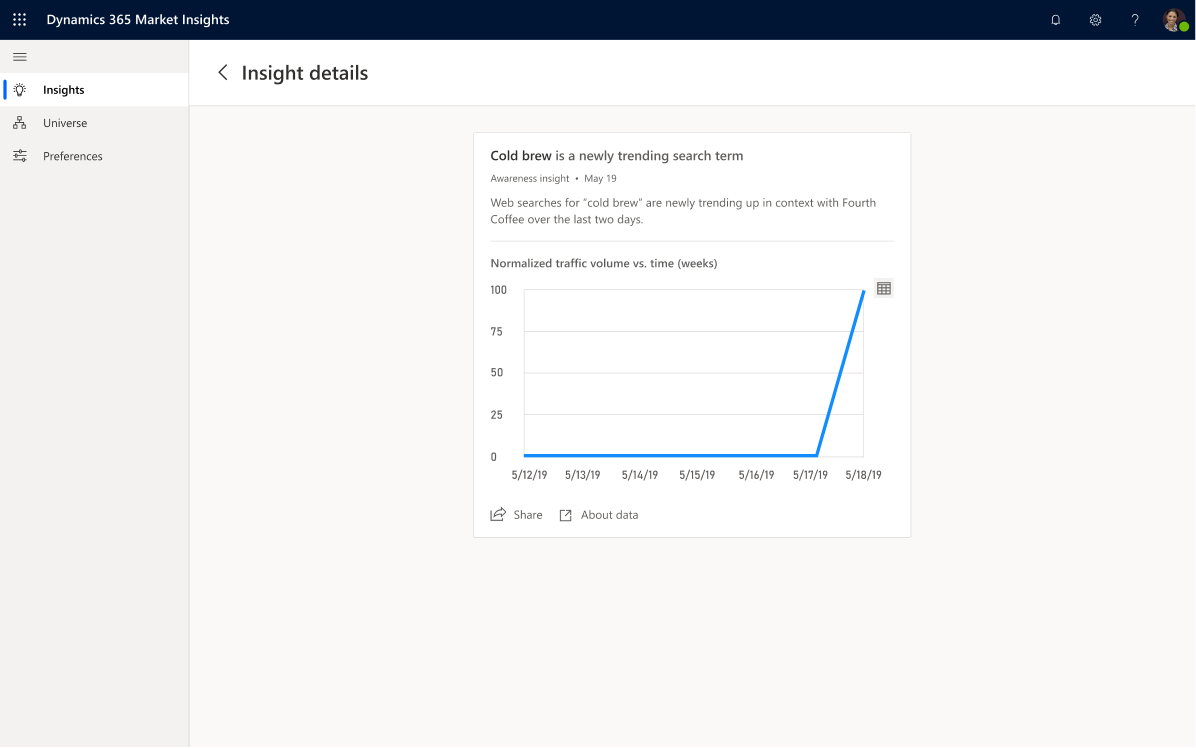 Dynamics 365 Market Insights
?
Insights
Universe
Preferences
Insight details
Cold brew is a newly trending search term
Awareness insight • May 19
Web searches for “cold brew” are newly trending up in context with Fourth
Coffee over the last two days.
Normalized traffic volume vs. time (weeks)
100
75
50
25
0
5/12/19 5/13/19 5/14/19 5/15/19 5/16/19 5/17/19 5/18/19
Share About data